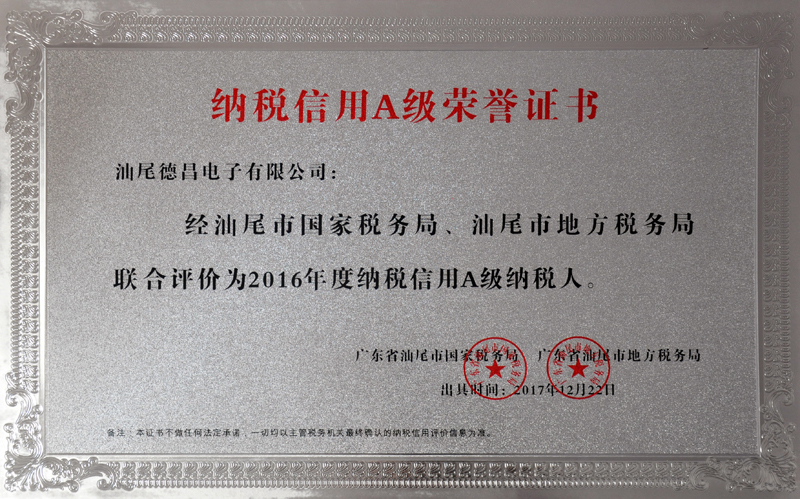 纳税信用A级荣誉证书
汕尾德昌电子有限公司：
经汕尾市国家税务局、汕尾市地方税务局
联合评价为2016年度纳税信用A级纳税人。
广东省汕尾市国家税务局 广东省汕尾市地方税务局
出具时间：2017年12月22日
备注：本证书不做任何法定承诺，一切均以主管税务机关最终确认的纳税信用评价信息为准。